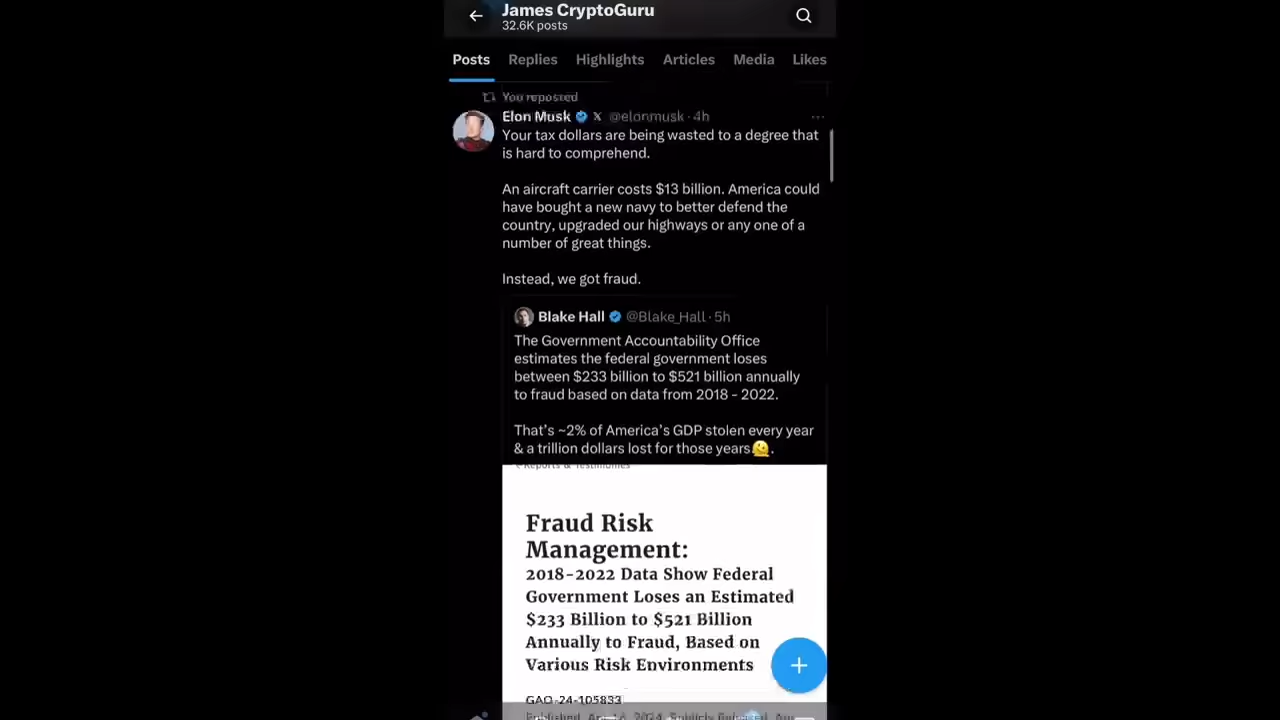 James CryptoGuru
32.6K posts
Posts Replies Highlights Articles Media Likes
You reposted
Elon Musk @elonmusk · 4h
Your tax dollars are being wasted to a degree that
is hard to comprehend.
An aircraft carrier costs $13 billion. America could
have bought a new navy to better defend the
country, upgraded our highways or any one of a
number of great things.
Instead, we got fraud.
Blake Hall @Blake_Hall · 5h
The Government Accountability Office
estimates the federal government loses
between $233 billion to $521 billion annually
to fraud based on data from 2018 - 2022.
That's ~2% of America's GDP stolen every year
& a trillion dollars lost for those years🫠.
Reports & Testimonies
Fraud Risk
Management:
2018-2022 Data Show Federal
Government Loses an Estimated
$233 Billion to $521 Billion
Annually to Fraud, Based on
Various Risk Environments
GAO-24-105833